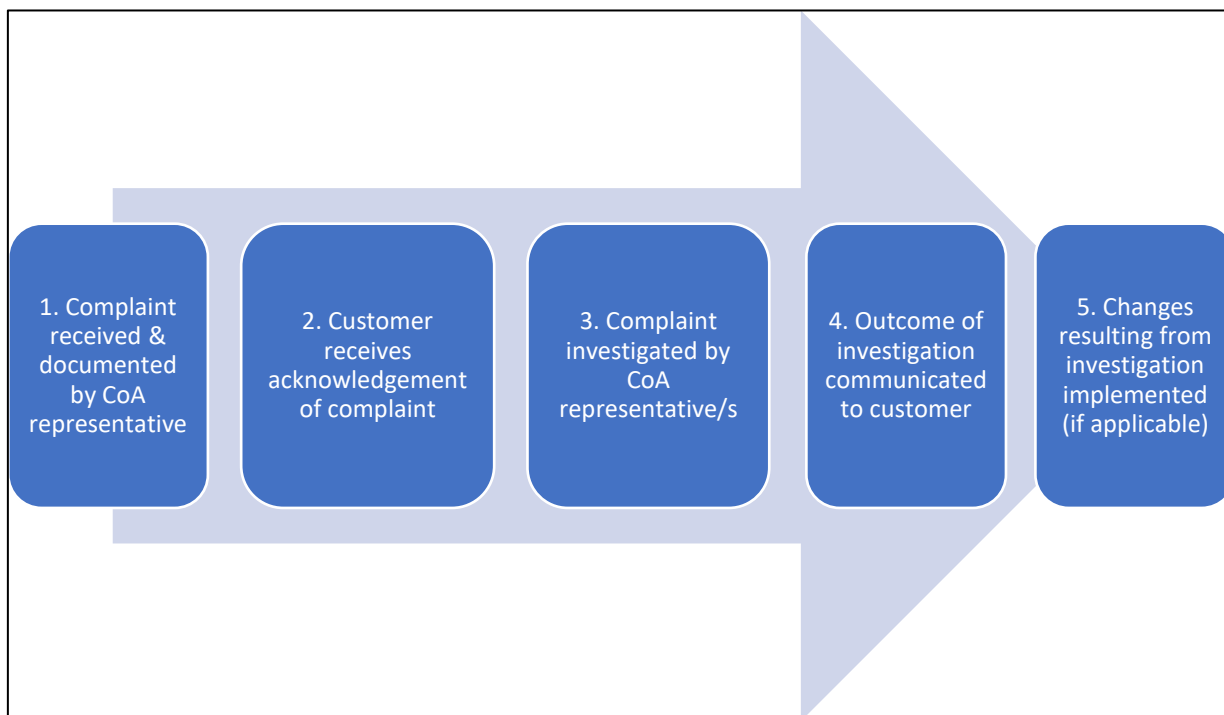 1. Complaint
received &
documented
by CoA
representative
2. Customer
receives
acknowledgement
of complaint
3. Complaint
investigated by
CoA
representative/s
4. Outcome of
investigation
communicated
to customer
5. Changes
resulting from
investigation
implemented
(if applicable)